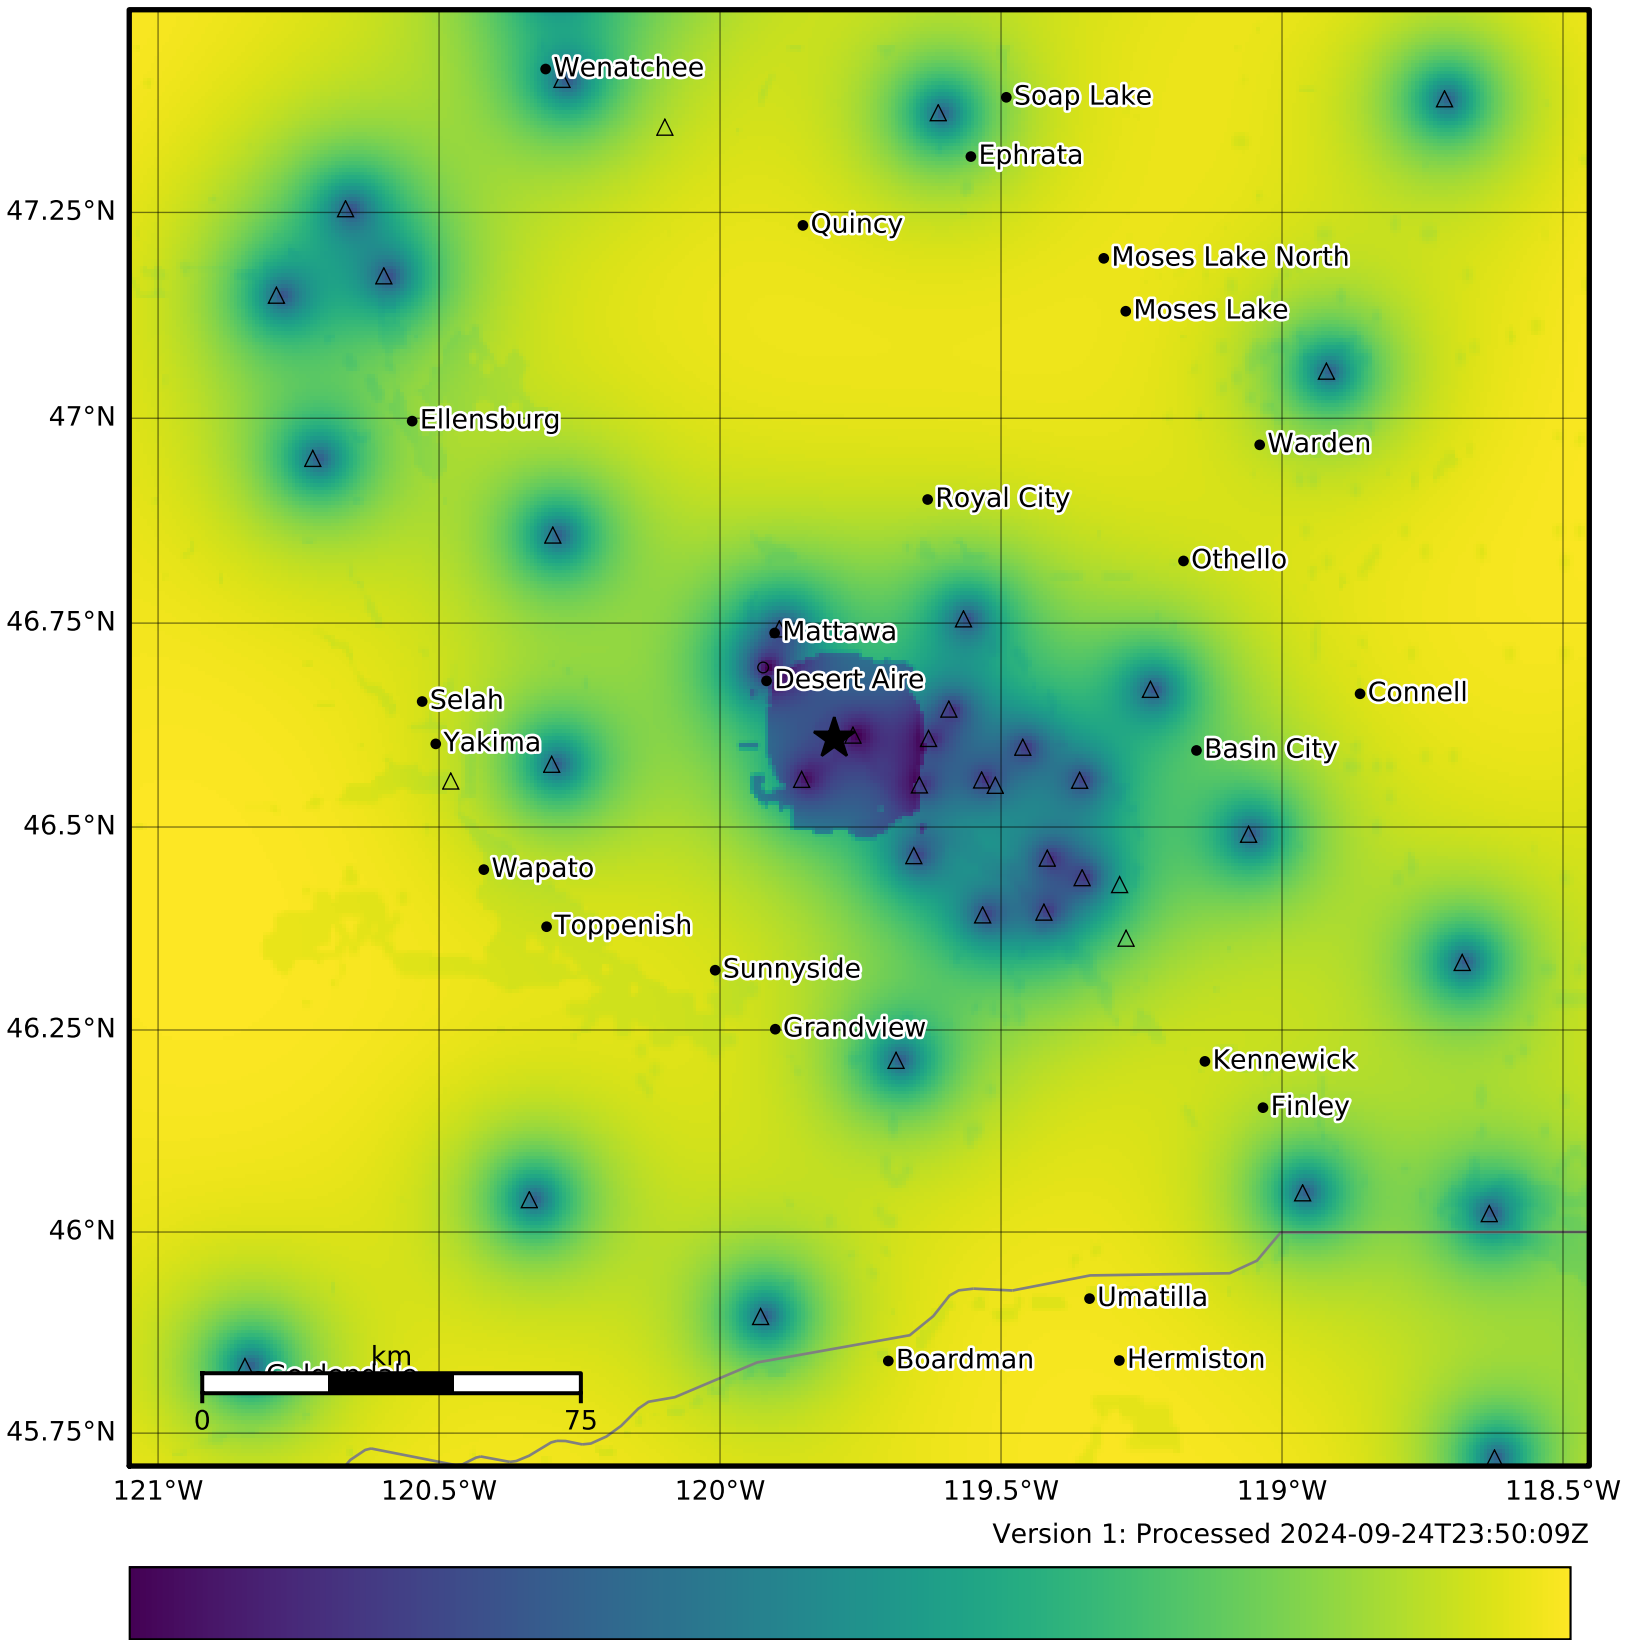 Wenatchee
Soap Lake
Ephrata
47.25°N
Quincy
Moses Lake North
Moses Lake
47°N
Ellensburg
Warden
Royal City
Othello
46.75°N
Mattawa
Desert Aire
Selah
Connell
Yakima
Basin City
46.5°N
Wapato
Toppenish
Sunnyside
46.25°N
Grandview
Kennewick
Finley
46°N
Umatilla
km
Goldendale
Boardman
Hermiston
0
75
45.75°N
121°W
120.5°W
120°W
119.5°W
119°W
118.5°W
Version 1: Processed 2024-09-24T23:50:09Z